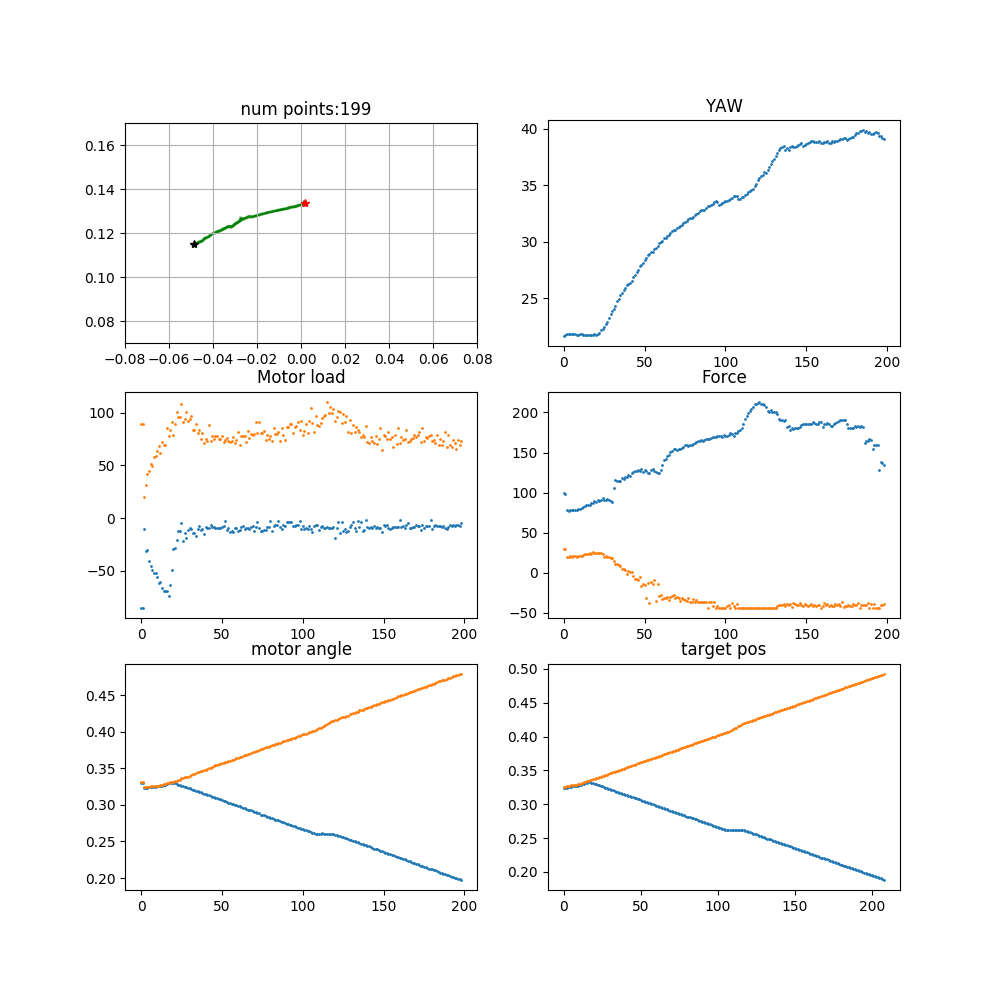 num points:199
0.16
0.14
0.12
0.10
0.08
−0.08 −0.06 −0.04 −0.02 0.00 0.02 0.04 0.06 0.08
YAW
40
35
30
25
0 50 100 150 200
Motor load
100
50
0
−50
0 50 100 150 200
Force
200
150
100
50
0
−50
0 50 100 150 200
motor angle
0.45
0.40
0.35
0.30
0.25
0.20
0 50 100 150 200
target pos
0.50
0.45
0.40
0.35
0.30
0.25
0.20
0 50 100 150 200